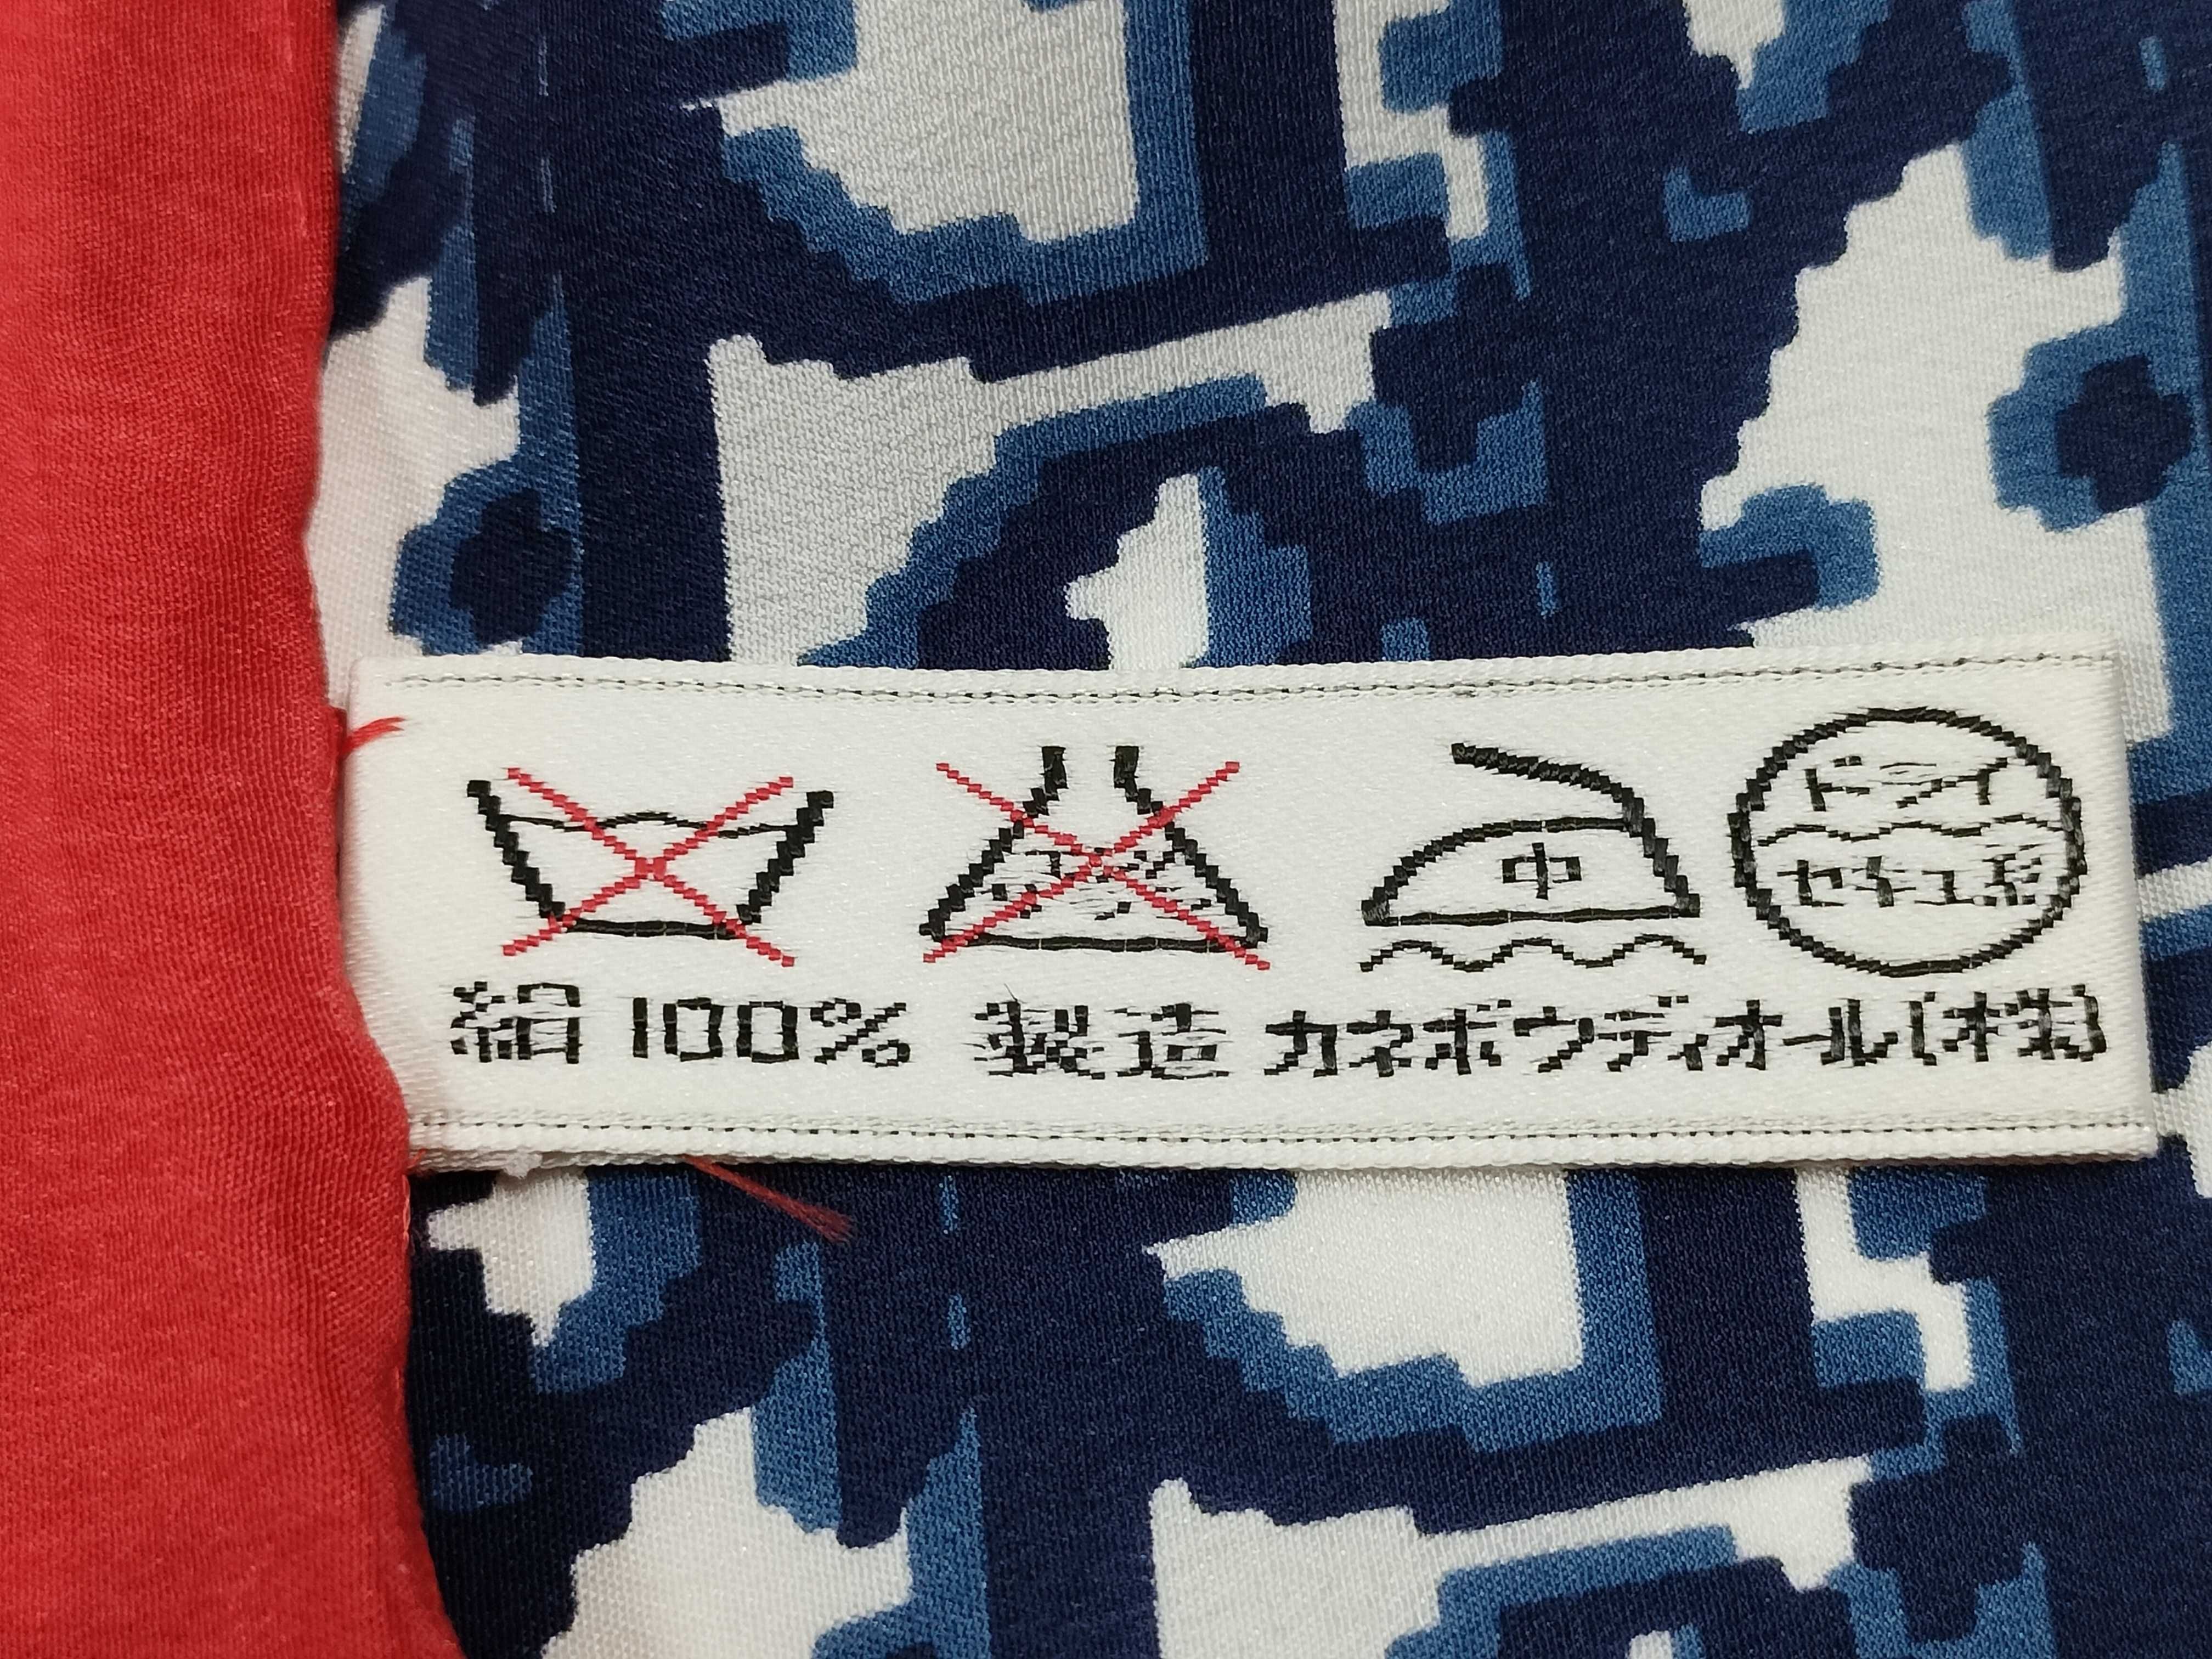 中
ドライ
セキユ系
絹 100% 製造 カネボウディオール(株)